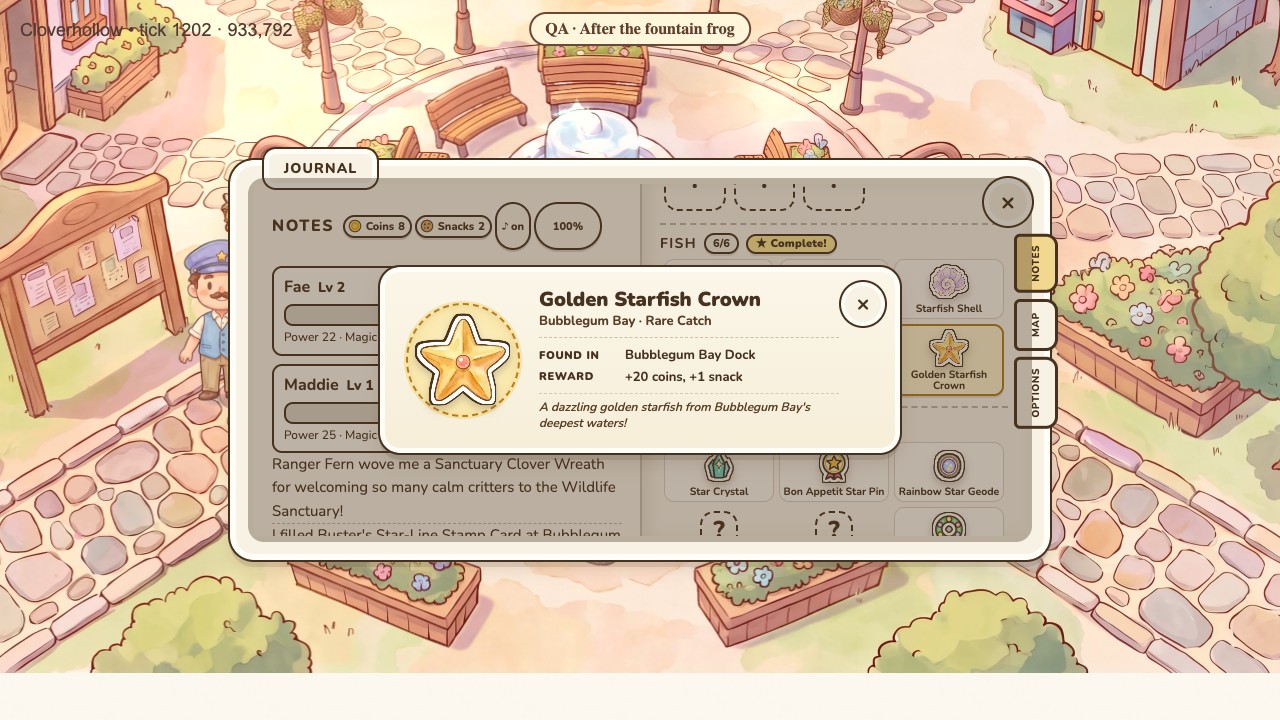 Cloverhollow · tick 1202 · 933,792
QA · After the fountain frog
JOURNAL
NOTES
Coins 8
Snacks 2
♪ on
100%
Fae Lv 2
Power 22 · Magic
Maddie Lv 1
Power 25 · Magic
Ranger Fern wove me a Sanctuary Clover Wreath
for welcoming so many calm critters to the Wildlife
Sanctuary!
I filled Buster's Star-Line Stamp Card at Bubblegum
FISH
6/6
★ Complete!
Starfish Shell
Golden Starfish
Crown
Star Crystal
Bon Appetit Star Pin
Rainbow Star Geode
?
?
Golden Starfish Crown
Bubblegum Bay · Rare Catch
FOUND IN Bubblegum Bay Dock
REWARD +20 coins, +1 snack
A dazzling golden starfish from Bubblegum Bay's
deepest waters!
×
×
NOTES
MAP
OPTIONS